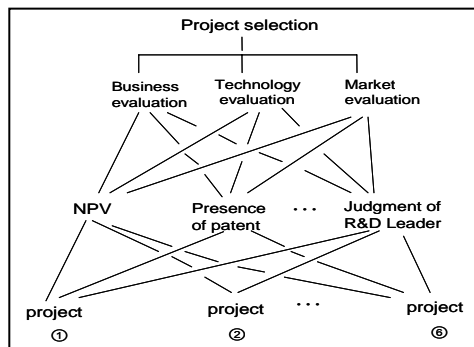 Project selection
Business
evaluation
Technology
evaluation
Market
evaluation
NPV
Presence
of patent
...
Judgment of
R&D Leader
project
project
...
project
①
②
⑥